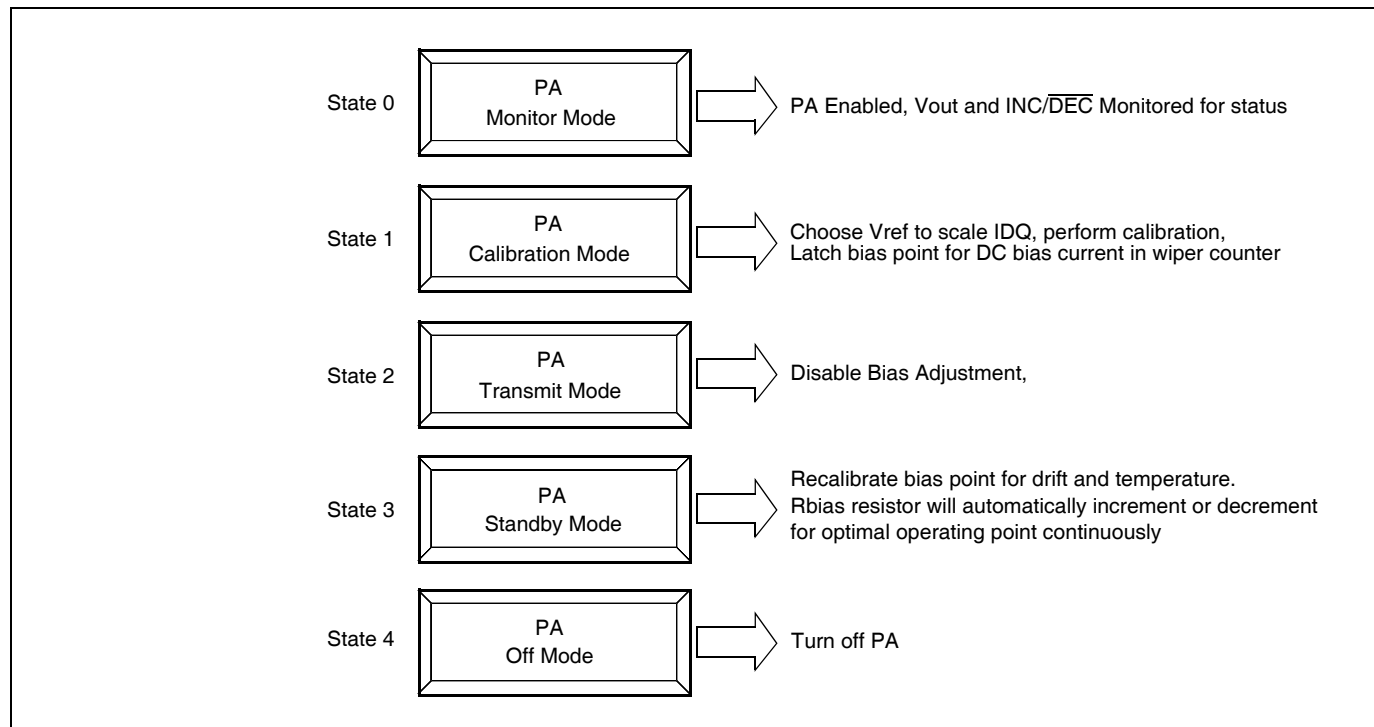 State 0
PA
Monitor Mode
PA Enabled, Vout and INC/D̅E̅C̅ Monitored for status
State 1
PA
Calibration Mode
Choose Vref to scale IDQ, perform calibration,
Latch bias point for DC bias current in wiper counter
State 2
PA
Transmit Mode
Disable Bias Adjustment,
State 3
PA
Standby Mode
Recalibrate bias point for drift and temperature.
Rbias resistor will automatically increment or decrement
for optimal operating point continuously
State 4
PA
Off Mode
Turn off PA